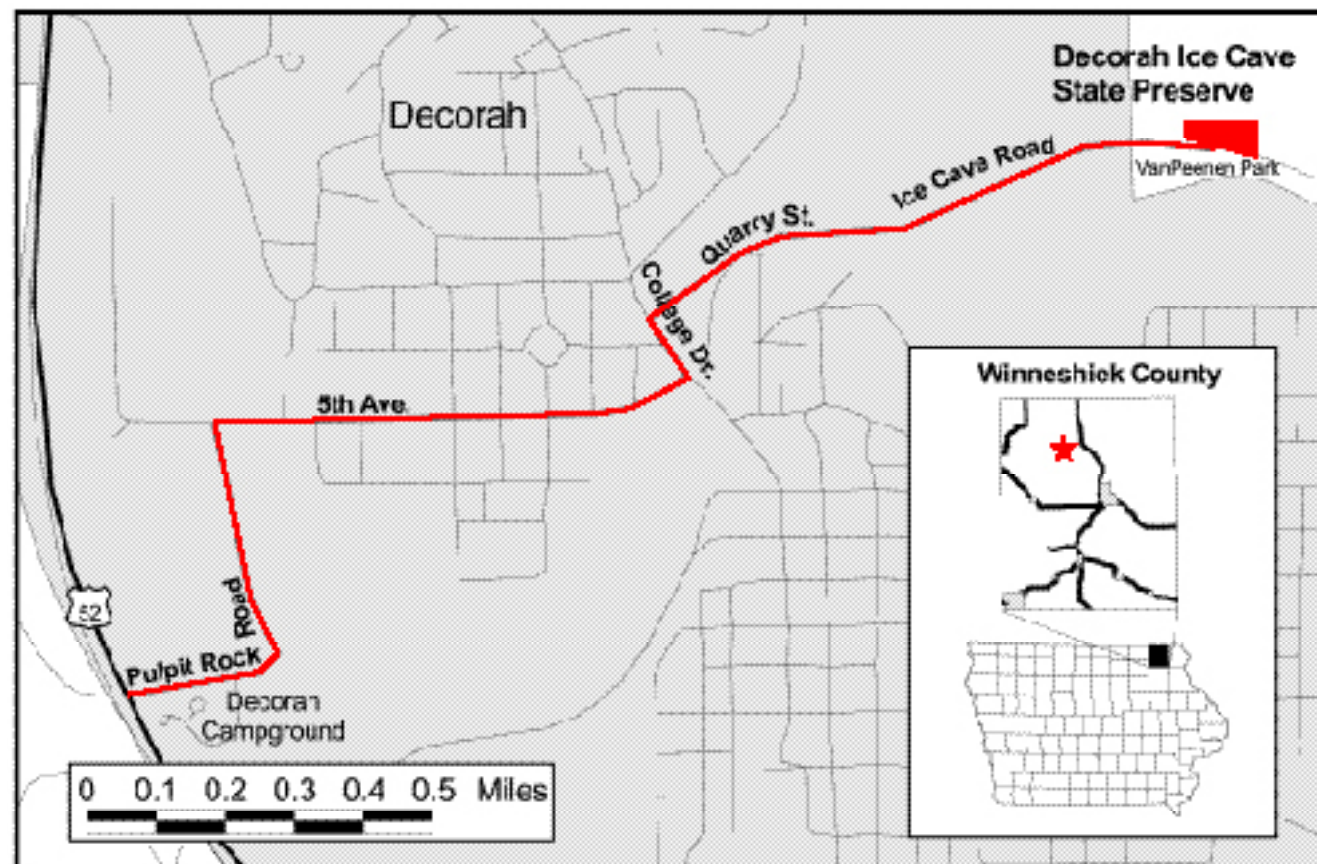 Decorah Ice Cave
State Preserve
Decorah
VanPeenen Park
Ice Cave Road
Quarry St.
College Dr.
5th Ave.
Winneshiek County
52
Road
Pulpit Rock
Decorah
Campground
0 0.1 0.2 0.3 0.4 0.5 Miles